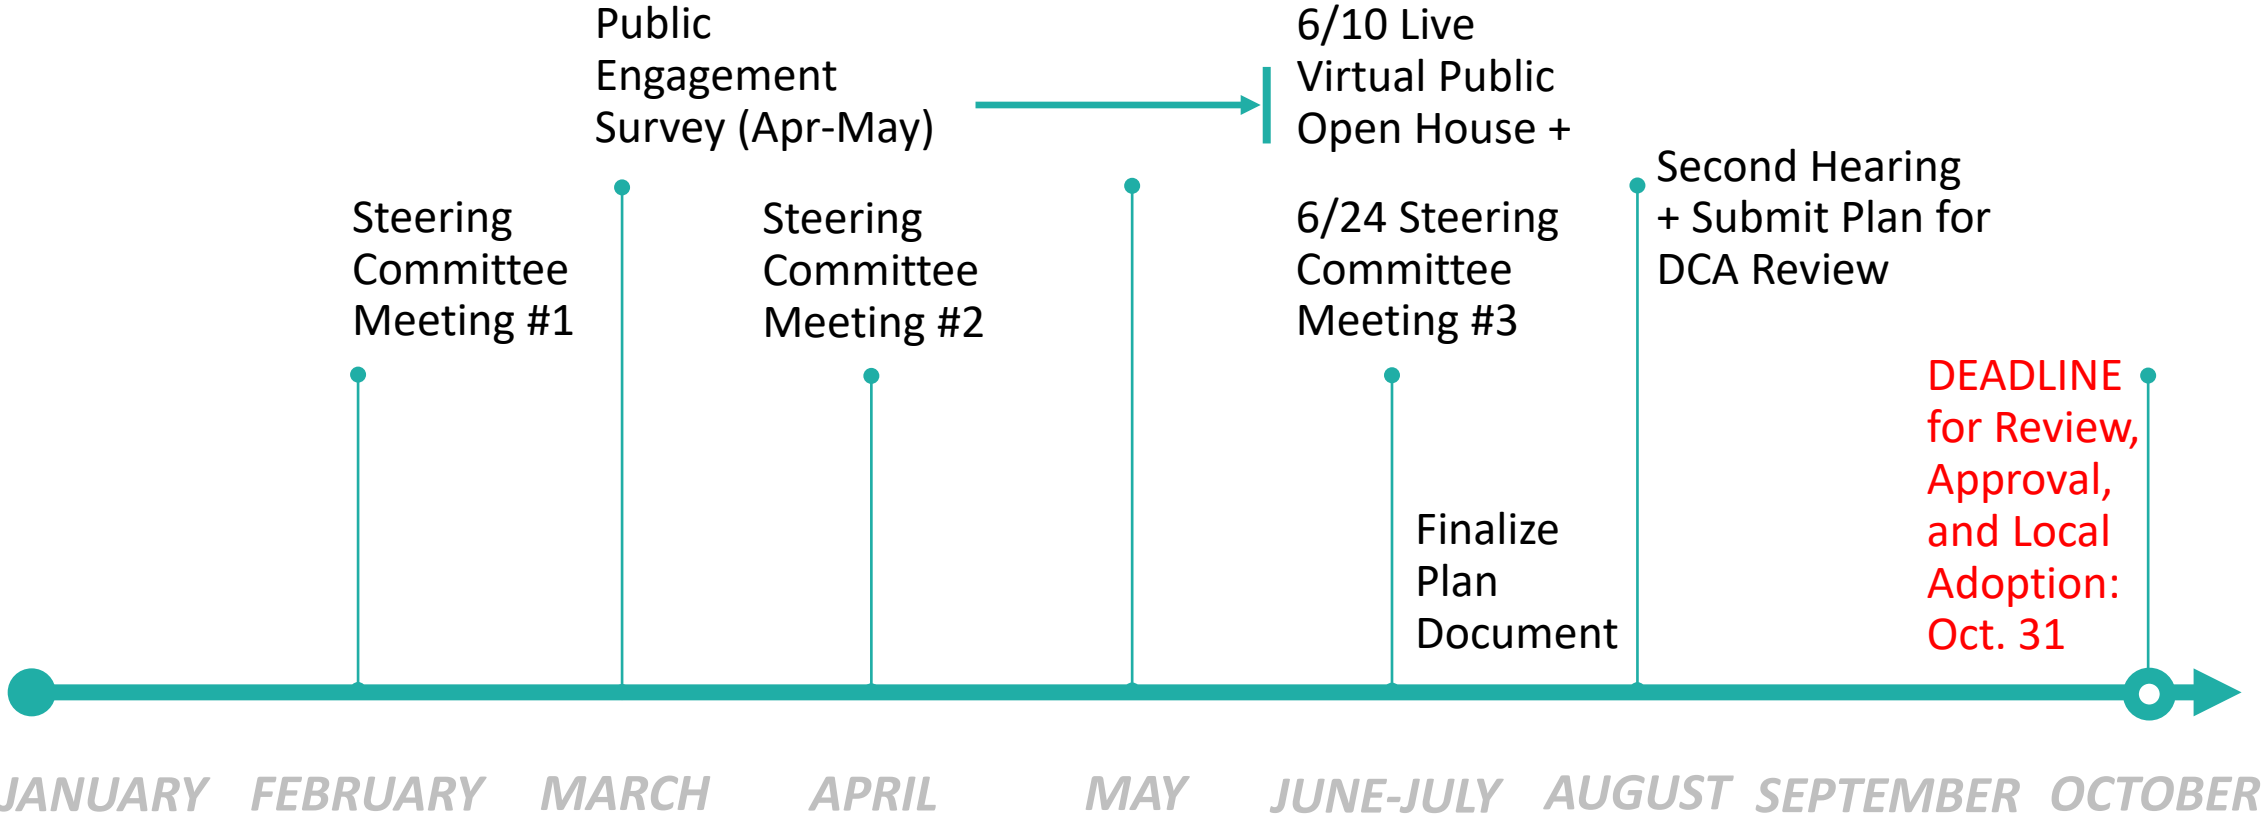 Public
Engagement
Survey (Apr-May)
6/10 Live
Virtual Public
Open House +
Steering
Committee
Meeting #1
Steering
Committee
Meeting #2
6/24 Steering
Committee
Meeting #3
Second Hearing
+ Submit Plan for
DCA Review
Finalize
Plan
Document
DEADLINE
for Review,
Approval,
and Local
Adoption:
Oct. 31
JANUARY FEBRUARY MARCH APRIL MAY JUNE-JULY AUGUST SEPTEMBER OCTOBER